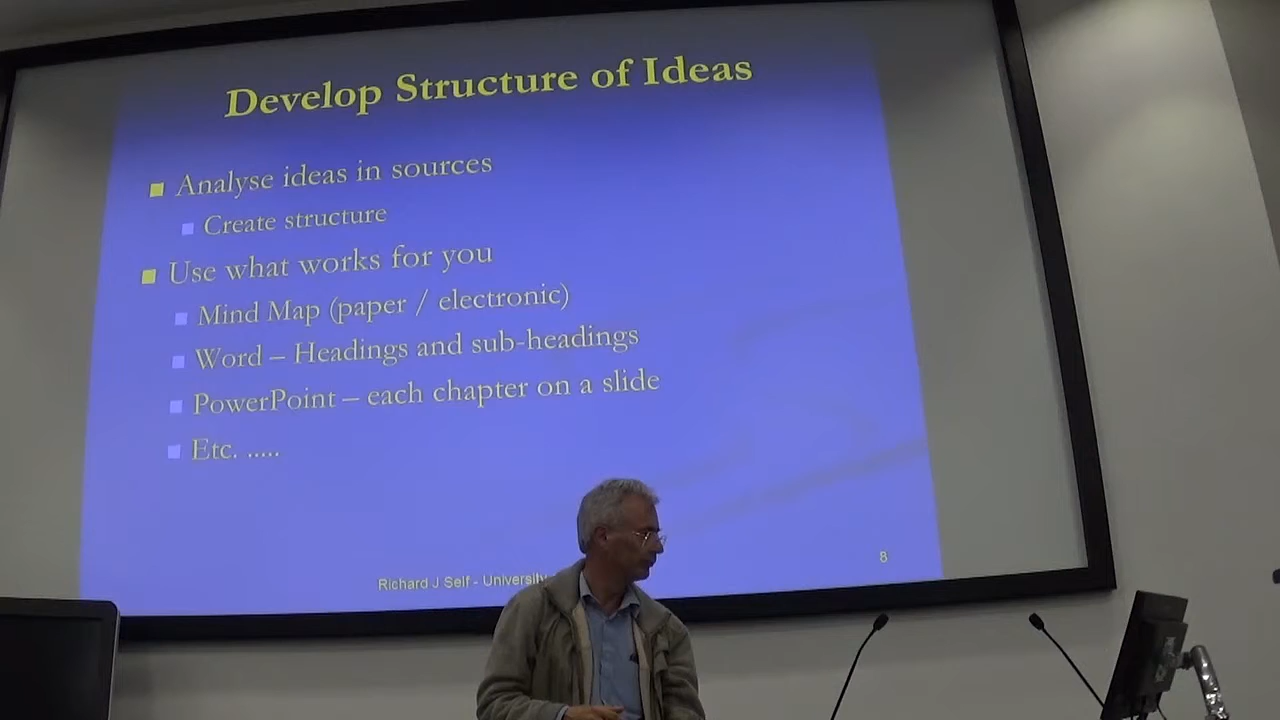 Develop Structure of Ideas
Analyse ideas in sources
Create structure
Use what works for you
Mind Map (paper / electronic)
Word – Headings and sub-headings
PowerPoint – each chapter on a slide
Etc. .....
Richard J Self - University
8